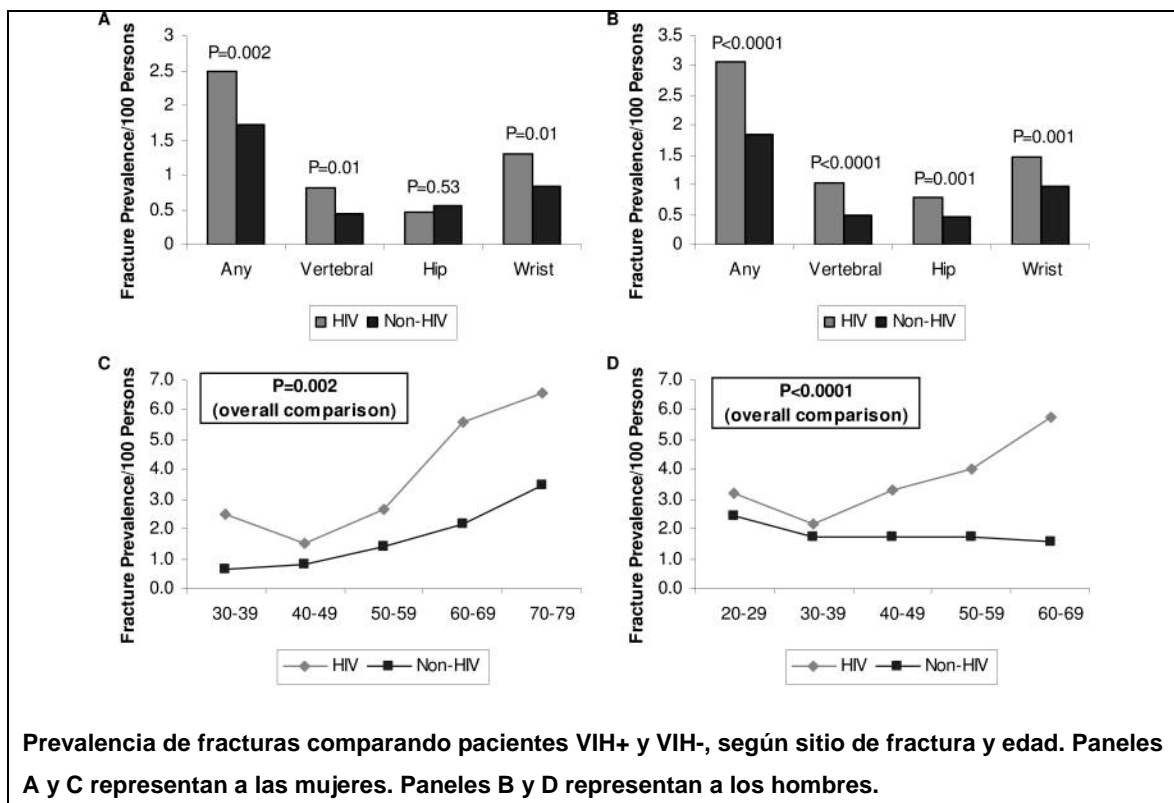 A
Fracture Prevalence/100 Persons
3
2.5
2
1.5
1
0.5
0
P=0.002
P=0.01
P=0.53
P=0.01
Any Vertebral Hip Wrist
HIV Non-HIV
B
Fracture Prevalence/100 Persons
3.5
3
2.5
2
1.5
1
0.5
0
P<0.0001
P<0.0001
P=0.001
P=0.001
Any Vertebral Hip Wrist
HIV Non-HIV
C
Fracture Prevalence/100 Persons
7.0
6.0
5.0
4.0
3.0
2.0
1.0
0.0
P=0.002
(overall comparison)
30-39 40-49 50-59 60-69 70-79
HIV Non-HIV
D
Fracture Prevalence/100 Persons
7.0
6.0
5.0
4.0
3.0
2.0
1.0
0.0
P<0.0001
(overall comparison)
20-29 30-39 40-49 50-59 60-69
HIV Non-HIV
Prevalencia de fracturas comparando pacientes VIH+ y VIH-, según sitio de fractura y edad. Paneles
A y C representan a las mujeres. Paneles B y D representan a los hombres.